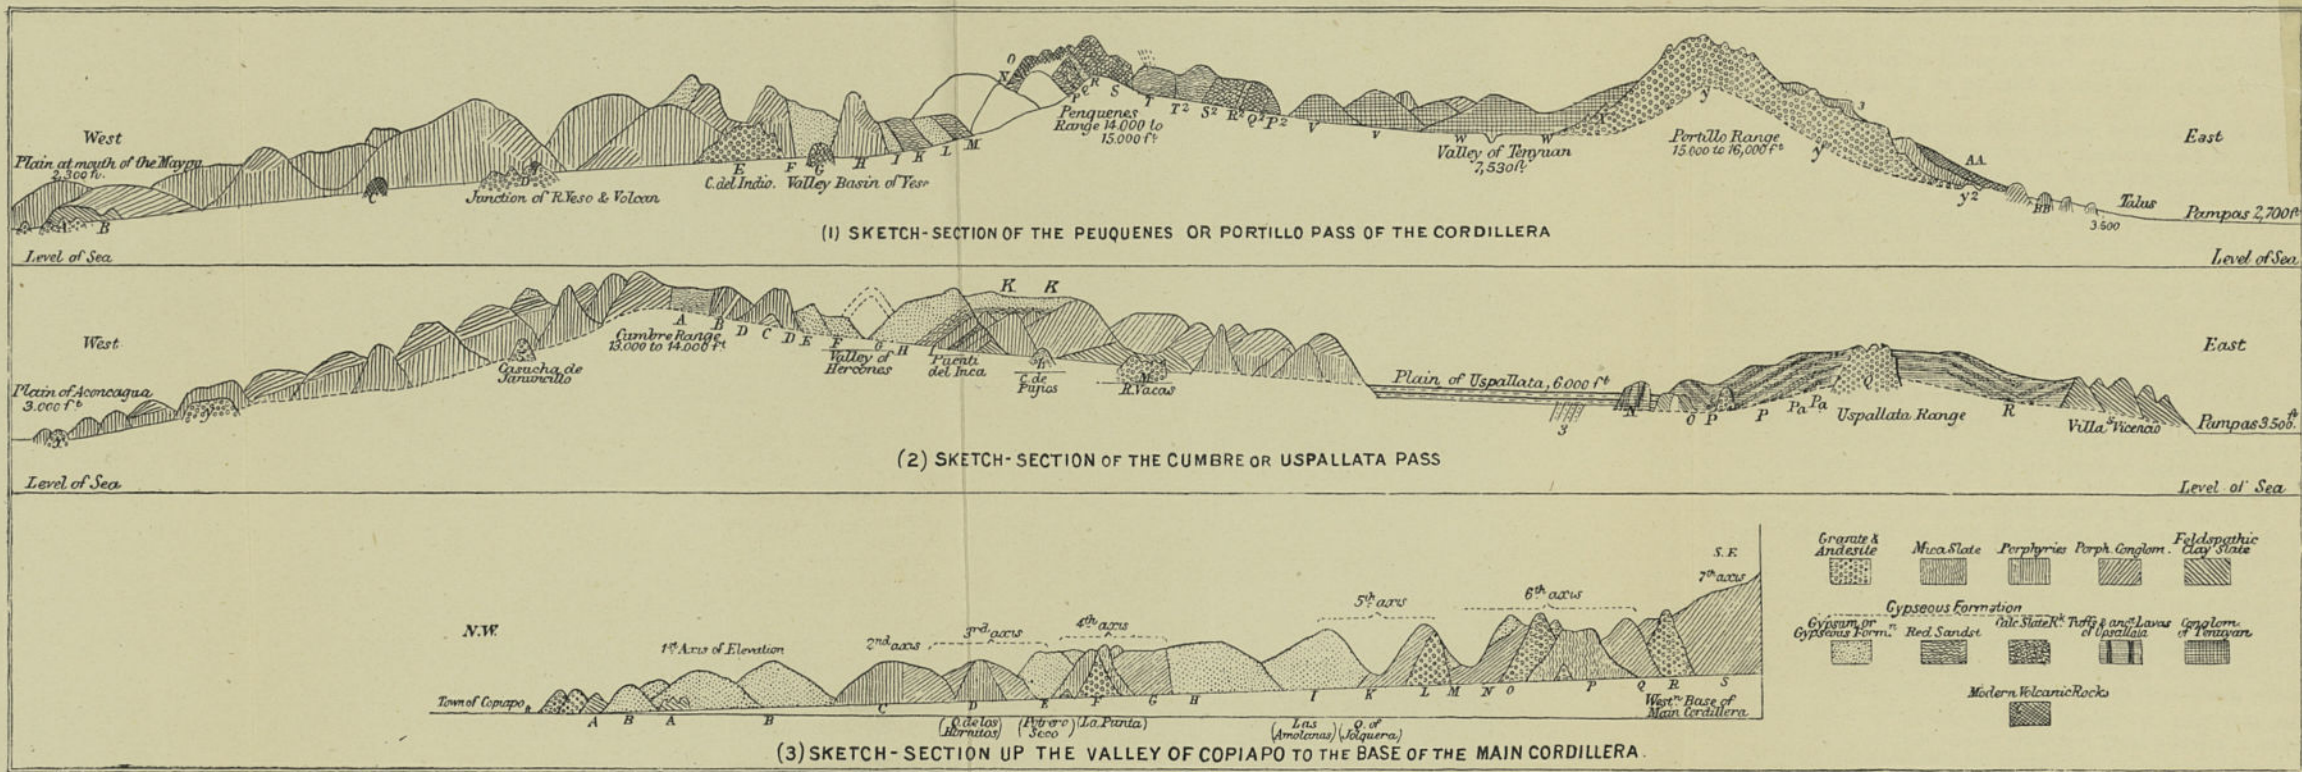 West
Plain at mouth of the Maypu
2,300 ft.
A
B
C
D
Junction of R. Yeso & Volcan
E
F
G
H
I
K
L
M
C. del Indio. Valley Basin of Yeso
N
O
P
Q
R
S
T
T2
S2
R2
Q2
P2
Penquenes
Range 14.000 to
15.000 ft
V
V
W
W
X
Valley of Tenyuan
7,530 ft.
y
Portillo Range
15.000 to 16,000 ft
y
3
AA.
y2
BB
East
Talus
3.500
Pampas 2,700 ft
(1) SKETCH-SECTION OF THE PEUQUENES OR PORTILLO PASS OF THE CORDILLERA
Level of Sea
Level of Sea
West
Plain of Aconcagua
3.000 ft
Cumbre Range
13.000 to 14.000 ft
Casucha de
A
B
D
C
D
E
F
G
H
Valley of
Hercones
K
K
L
Puenti
del Inca
C. de
Pujios
M
R. Vacas
Plain of Uspallata, 6.000 ft
3
N
O
P
P
Pa
Pa
Q
Uspallata Range
R
S
Villa Vicencio
East
Pampas 3.500 ft.
(2) SKETCH-SECTION OF THE CUMBRE OR USPALLATA PASS
Level of Sea
Level of Sea
N.W.
S.E.
1st Axis of Elevation
2nd axis
3rd axis
4th axis
5th axis
6th axis
7th axis
Town of Copiapo
A
B
A
B
C
D
E
F
G
H
I
K
L
M
N
O
P
Q
R
S
(Q. de los
Hornitos)
(Potrero
Seco)
(La Punta)
(Las
Amolanas)
(Q. of
Jolquera)
Westn. Base of
Main Cordillera
(3) SKETCH-SECTION UP THE VALLEY OF COPIAPO TO THE BASE OF THE MAIN CORDILLERA.
Granite &
Andesite
Mica Slate
Porphyries
Porph. Conglom.
Feldspathic
Clay Slate
Gypseous Formation
Gypsum or
Gypseous Form.n
Red Sandst
Calc Slate Rk
Tuffs & anct. Lavas
of Uspallata
Conglom.
of Tenuyan
Modern Volcanic Rocks